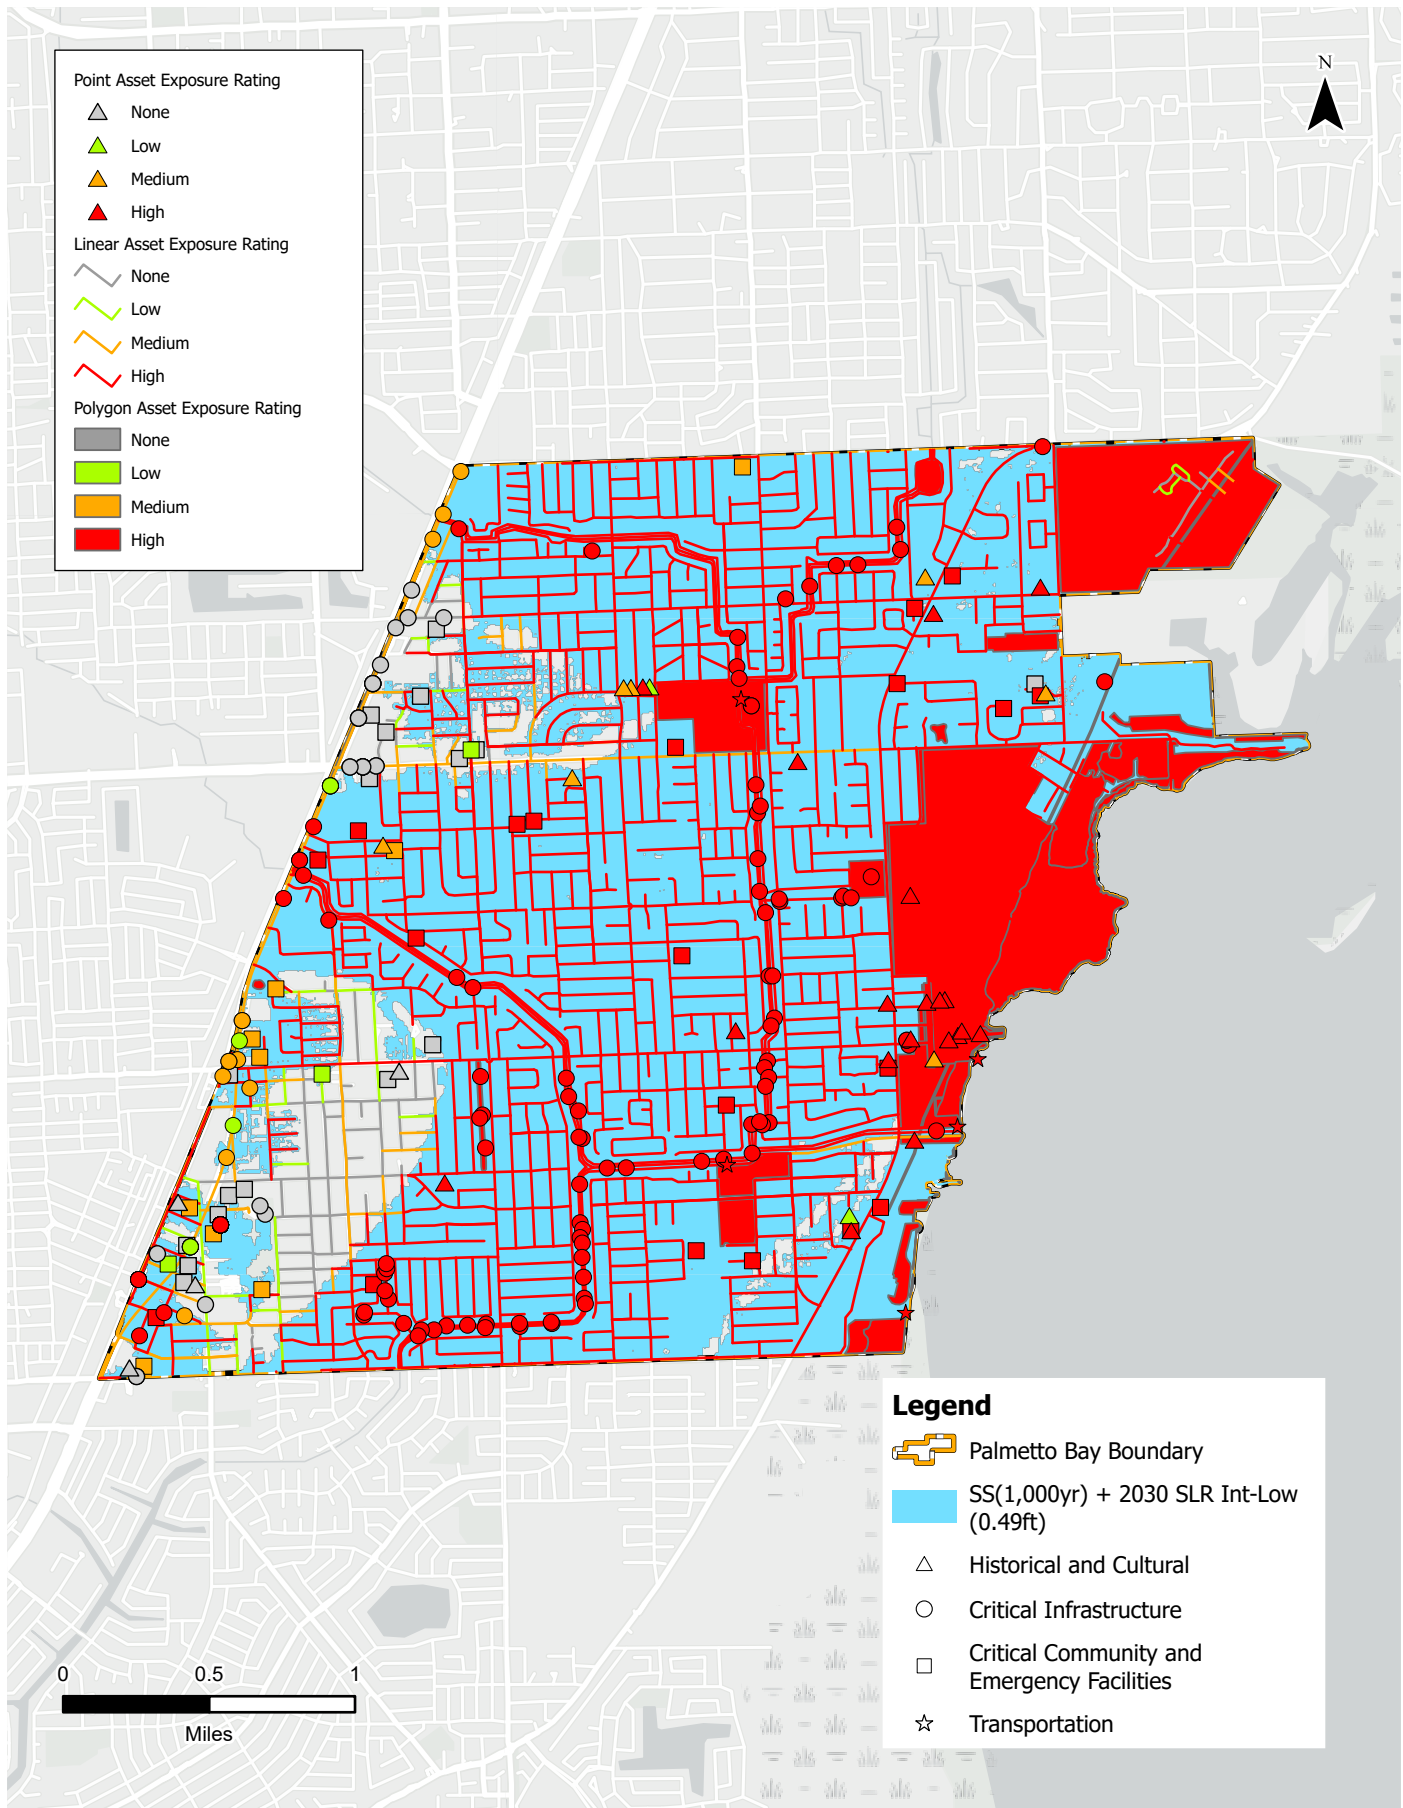 Point Asset Exposure Rating
None
Low
Medium
High
Linear Asset Exposure Rating
None
Low
Medium
High
Polygon Asset Exposure Rating
None
Low
Medium
High
N
Legend
Palmetto Bay Boundary
SS(1,000yr) + 2030 SLR Int-Low
(0.49ft)
Historical and Cultural
Critical Infrastructure
Critical Community and
Emergency Facilities
Transportation
0 0.5 1
Miles